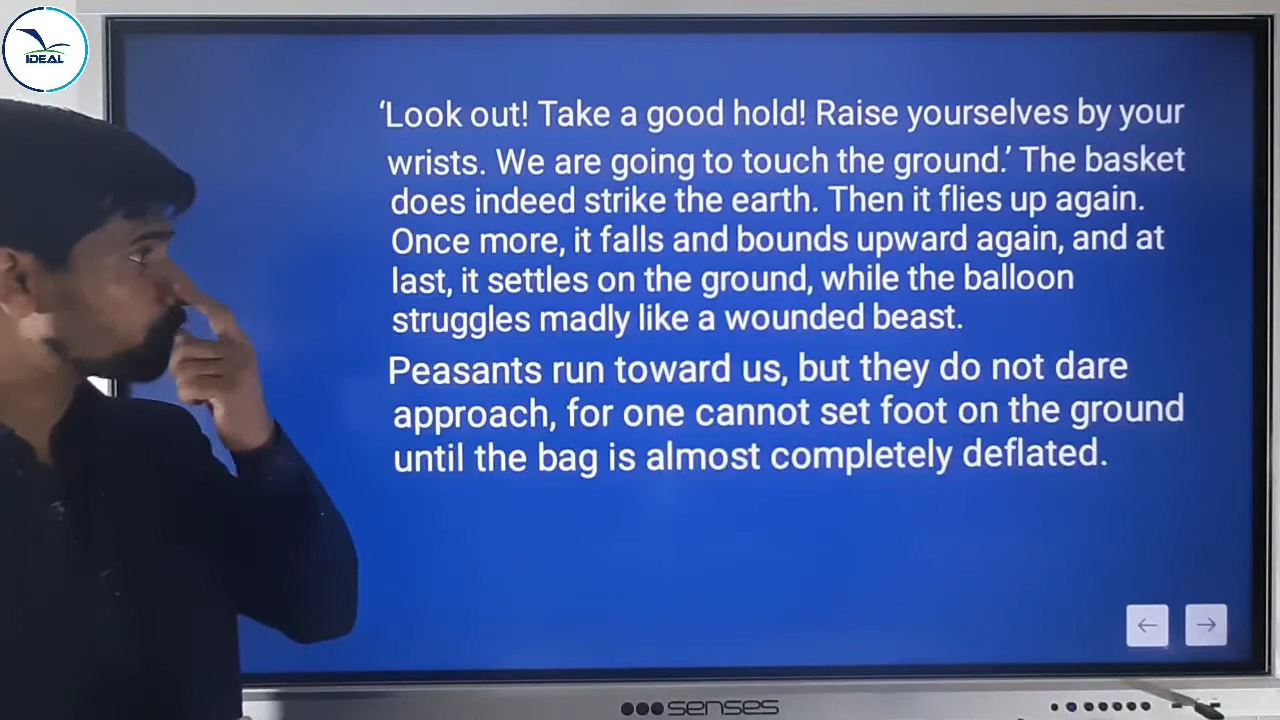 IDEAL
‘Look out! Take a good hold! Raise yourselves by your
wrists. We are going to touch the ground.’ The basket
does indeed strike the earth. Then it flies up again.
Once more, it falls and bounds upward again, and at
last, it settles on the ground, while the balloon
struggles madly like a wounded beast.
Peasants run toward us, but they do not dare
approach, for one cannot set foot on the ground
until the bag is almost completely deflated.
senses